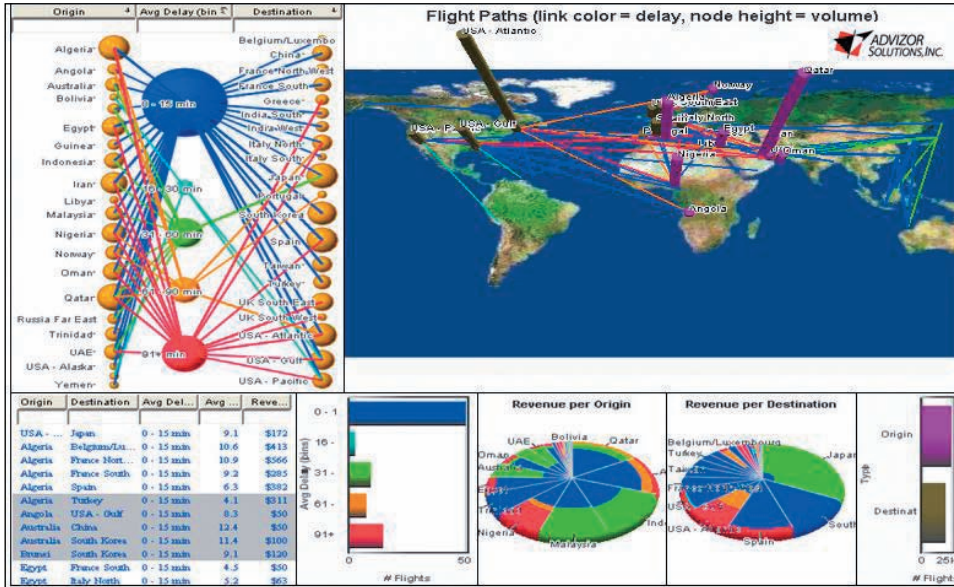 Origin Avg Delay (bin Destination
Flight Paths (link color = delay, node height = volume)
ADVIZOR
SOLUTIONS, INC.
Algeria
Angola
Australia
Bolivia
Egypt
Guinea
Indonesia
Iran
Libya
Malaysia
Nigeria
Norway
Oman
Qatar
Russia Far East
Trinidad
UAE
USA - Alaska
Yemen
0 - 15 min
16 - 30 min
31 - 60 min
61 - 90 min
91+ min
Belgium/Luxembo
China
France North West
France South
Greece
India South
India West
Italy North
Italy South
Japan
Portugal
South Korea
Spain
Taiwan
Turkey
UK South East
UK South West
USA - Atlantic
USA - Gulf
USA - Pacific
USA - Atlantic
USA - Gulf
Norway
Qatar
Algeria
Italy North
Egypt
Nigeria
Oman
Angola
Origin Destination Avg Del... Avg ... Reve...
USA - ... Japan 0 - 15 min 9.1 $172
Algeria Belgium/Lu... 0 - 15 min 10.6 $413
Algeria France Nort... 0 - 15 min 10.9 $566
Algeria France South 0 - 15 min 9.2 $285
Algeria Spain 0 - 15 min 6.3 $382
Algeria Turkey 0 - 15 min 4.1 $311
Angola USA - Gulf 0 - 15 min 0.3 $50
Australia China 0 - 15 min 12.4 $50
Australia South Korea 0 - 15 min 11.4 $100
Brunei South Korea 0 - 15 min 9.1 $120
Egypt France South 0 - 15 min 4.5 $50
Egypt Italy North 0 - 15 min 5.2 $63
Avg Delay (bins)
0 - 1
16 -
31 -
61 -
91+
50
# Flights
Revenue per Origin
UAE
Bolivia
Qatar
Oman
Nigeria
Malaysia
Revenue per Destination
Belgium/Luxembourg
Turkey
Japan
South
Spain
Type
Origin
Destinat
0 25
# Flights